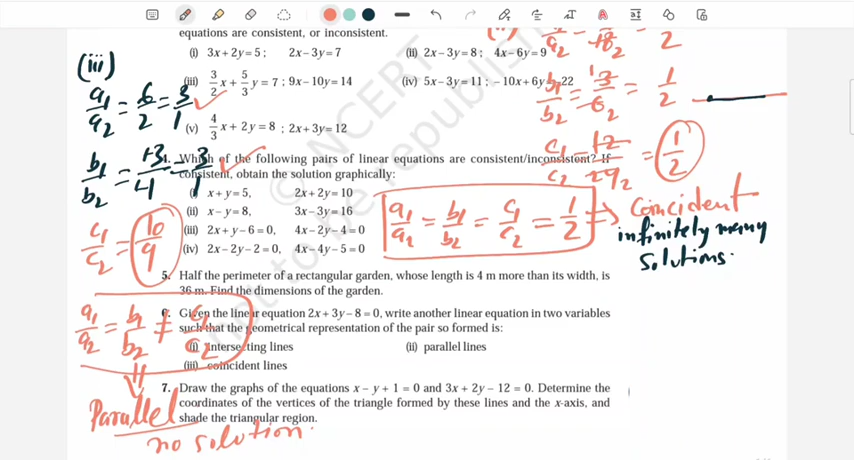 equations are consistent, or inconsistent.
(i) 3x + 2y = 5 ; 2x – 3y = 7
(ii) 2x – 3y = 8 ; 4x – 6y = 9
(iii) 3/2 x + 5/3 y = 7 ; 9x – 10y = 14
(iv) 5x – 3y = 11 ; – 10x + 6y = –22
(v) 4/3 x + 2y = 8 ; 2x + 3y = 12
4. Which of the following pairs of linear equations are consistent/inconsistent? If
consistent, obtain the solution graphically:
(i) x + y = 5, 2x + 2y = 10
(ii) x – y = 8, 3x – 3y = 16
(iii) 2x + y – 6 = 0, 4x – 2y – 4 = 0
(iv) 2x – 2y – 2 = 0, 4x – 4y – 5 = 0
5. Half the perimeter of a rectangular garden, whose length is 4 m more than its width, is
36 m. Find the dimensions of the garden.
6. Given the linear equation 2x + 3y – 8 = 0, write another linear equation in two variables
such that the geometrical representation of the pair so formed is:
(i) intersecting lines (ii) parallel lines
(iii) coincident lines
7. Draw the graphs of the equations x – y + 1 = 0 and 3x + 2y – 12 = 0. Determine the
coordinates of the vertices of the triangle formed by these lines and the x-axis, and
shade the triangular region.
(iii)
a1/a2 = 6/2 = 3/1
b1/b2 =
c1/c2 = 10/9
a1/a2 = b1/b2 ≠ c1/c2
⇓
Parallel
no solution.
b1/b2 = = 1/2
c1/c2 = = 1/2
a1/a2 = b1/b2 = c1/c2 = 1/2 → Coincident
infinitely many
solutions.
© NCERT
not to be republished